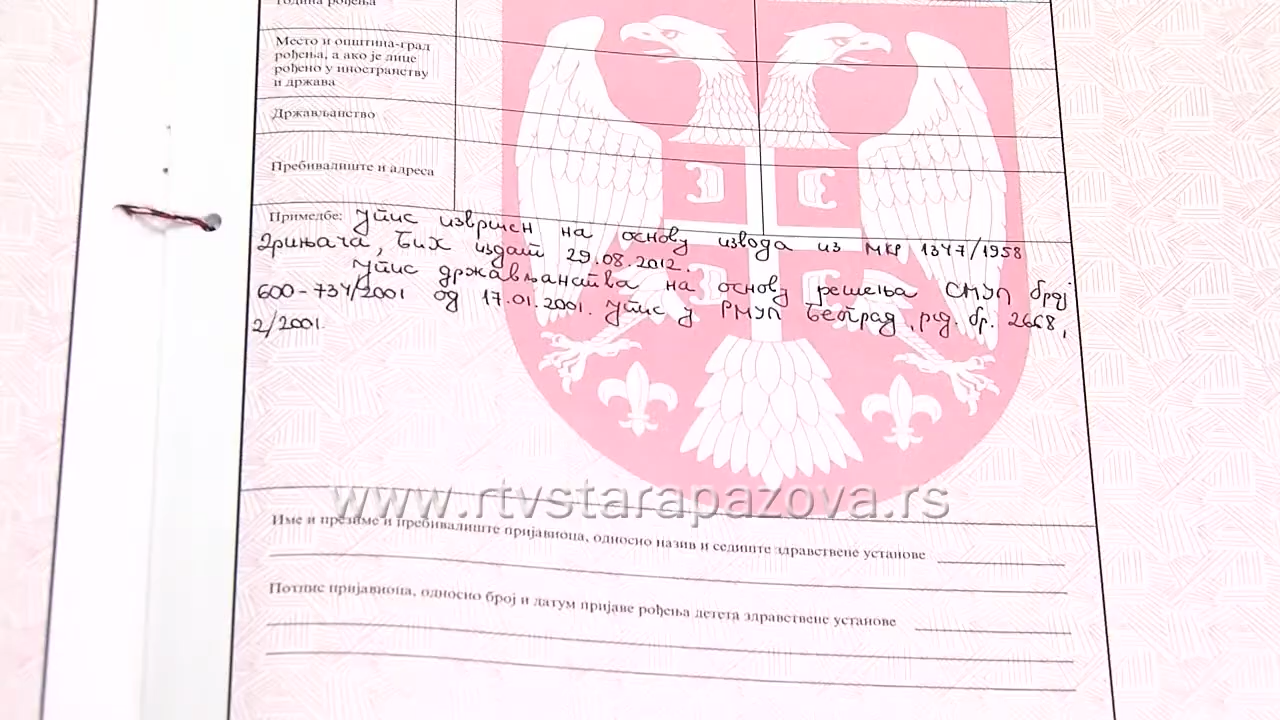 Година рођења
Место и општина-град
рођења, а ако је лице
рођено у иностранству
и држава
Држављанство
Пребивалиште и адреса
Примедбе: Упис извршен на основу извода из МКР 1347/1958
Зрињача, БиХ издат 29.08.2012.
Упис држављанства на основу решења СМУП број
600-734/2001 од 17.01.2001. Упис у РМУП Београд, ред. бр. 2668,
2/2001.
www.rtvstarapazova.rs
Име и презиме и пребивалиште пријавиоца, односно назив и седиште здравствене установе
Потпис пријавиоца, односно број и датум пријаве рођења детета здравствене установе